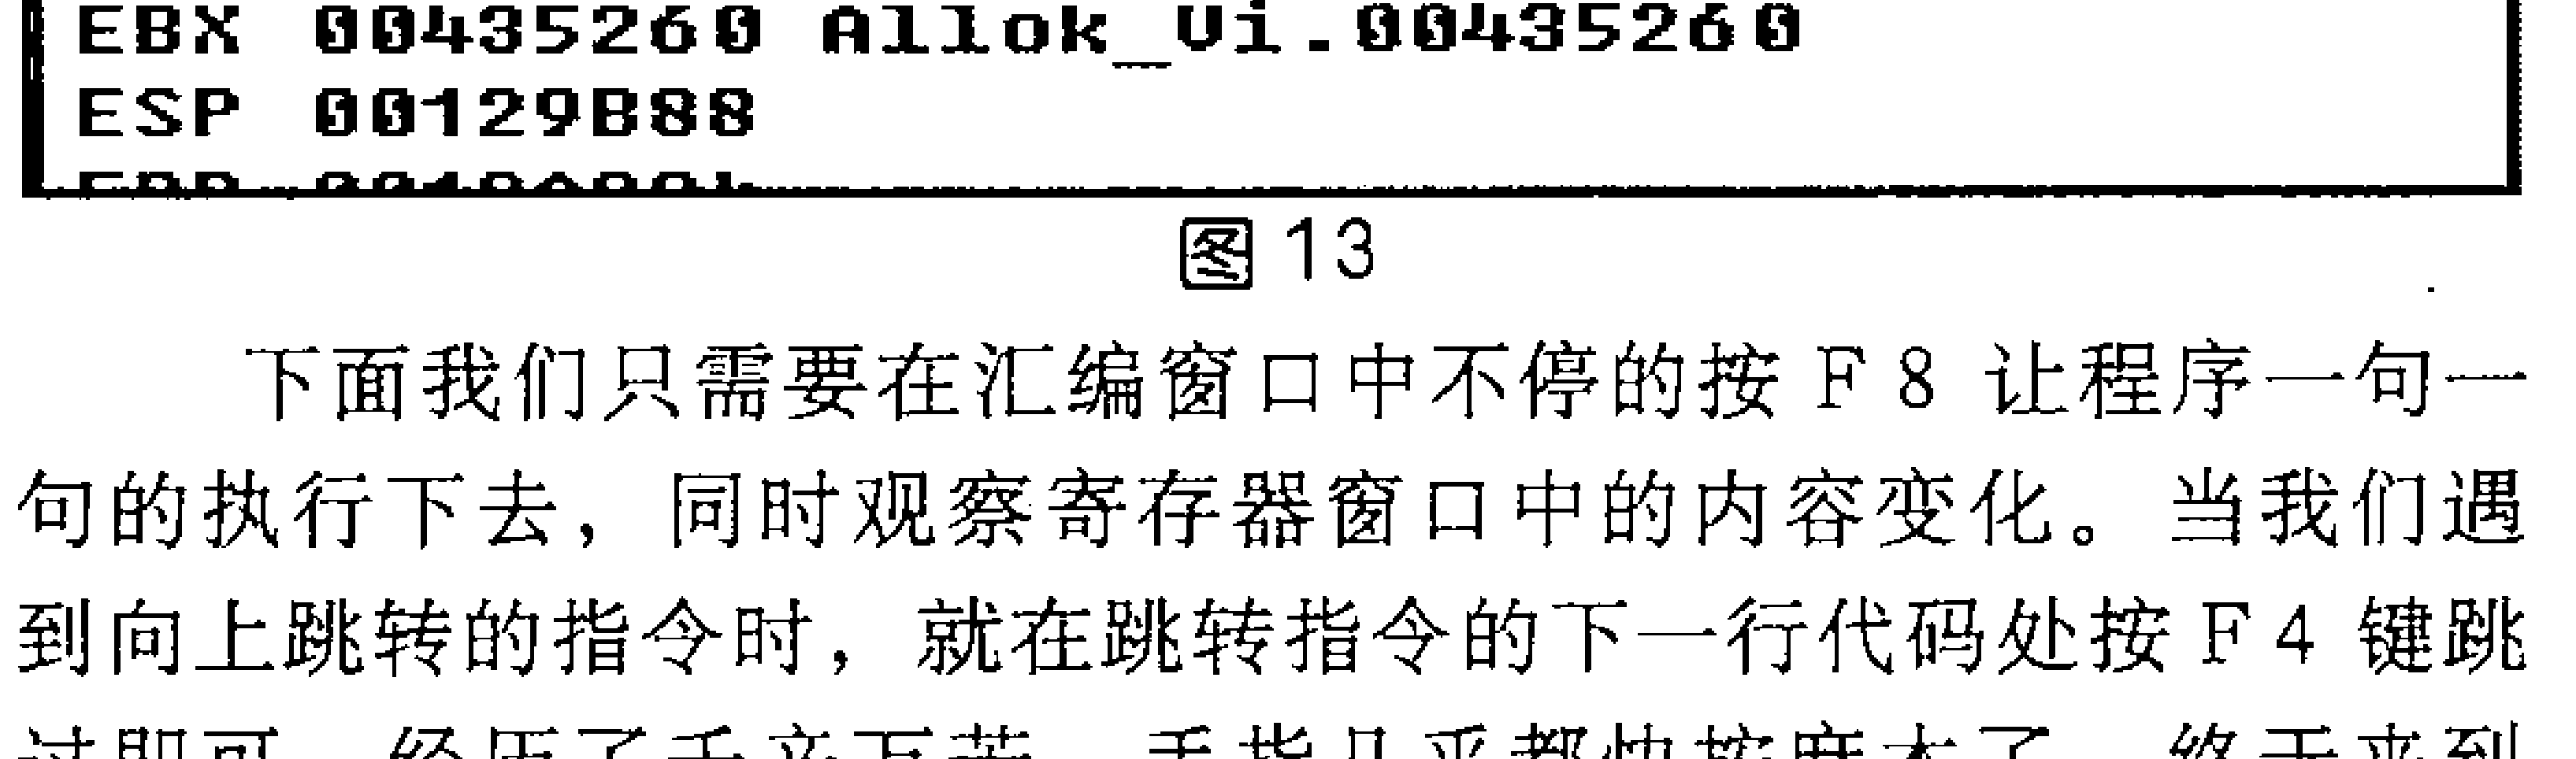 EBX 00435260 Allok_Vi.00435260
ESP 00129B88
图13
下面我们只需要在汇编窗口中不停的按 F8 让程序一句一
句的执行下去，同时观察寄存器窗口中的内容变化。当我们遇
到向上跳转的指令时，就在跳转指令的下一行代码处按 F4 键跳